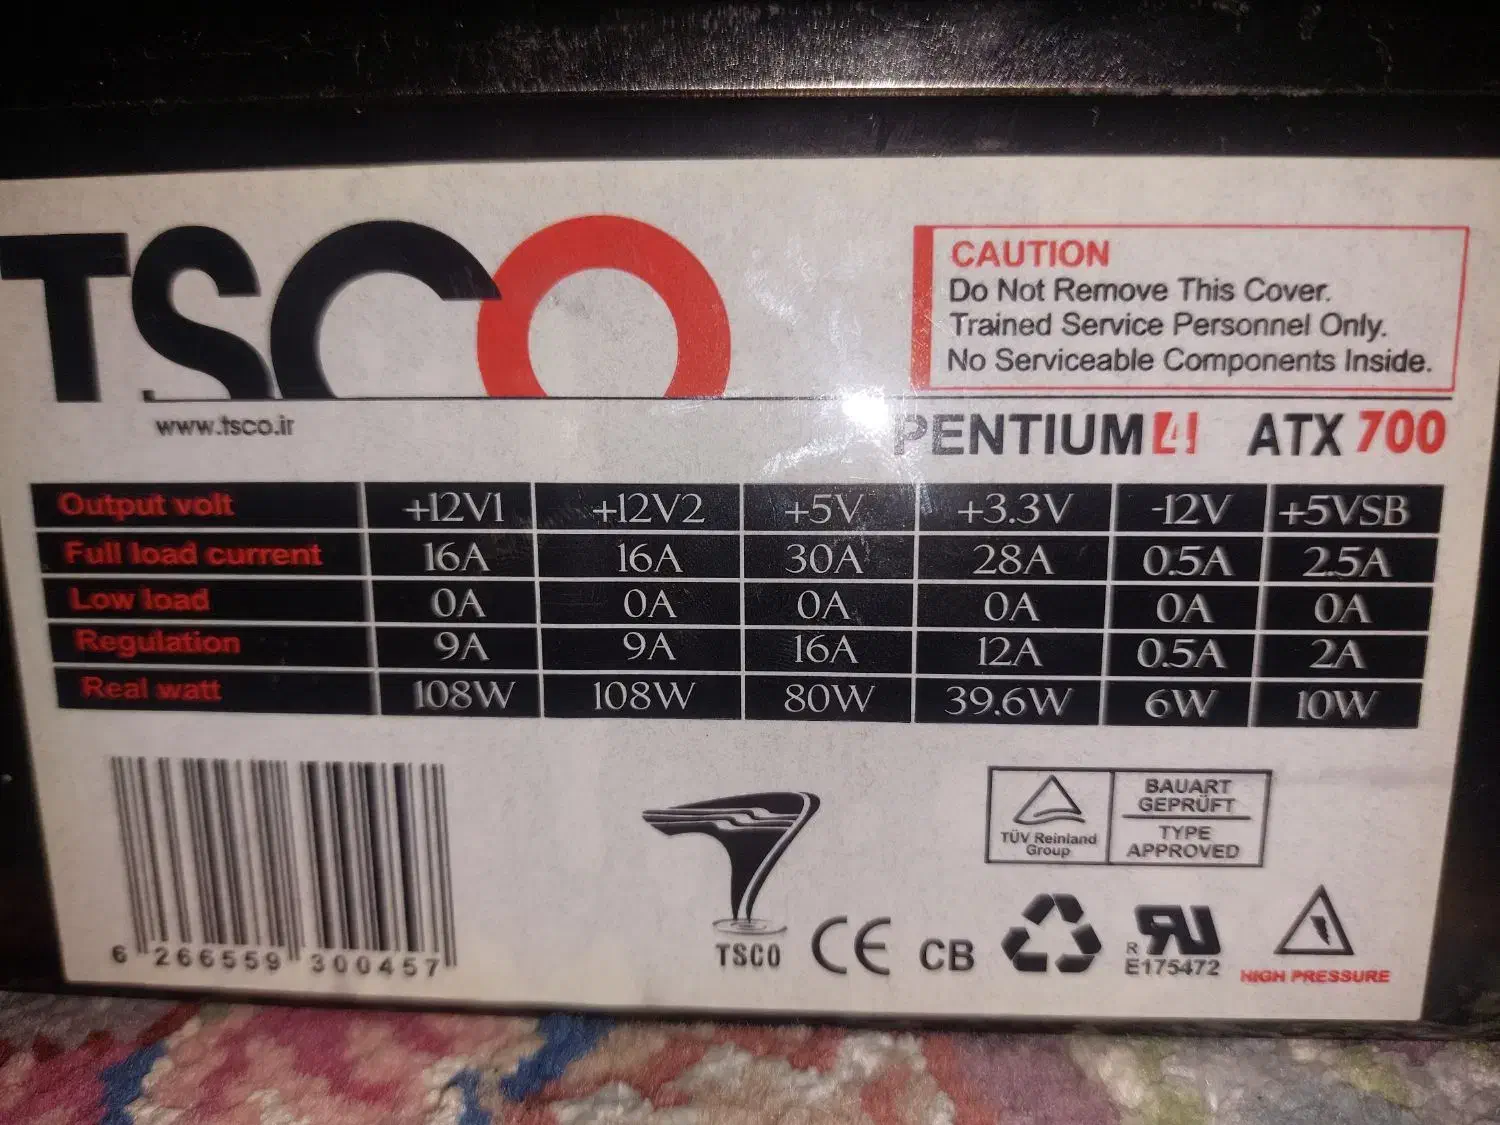 TSCO
www.tsco.ir
CAUTION
Do Not Remove This Cover.
Trained Service Personnel Only.
No Serviceable Components Inside.
PENTIUM 4 ATX 700
Output volt +12V1 +12V2 +5V +3.3V -12V +5VSB
Full load current 16A 16A 30A 28A 0.5A 2.5A
Low load 0A 0A 0A 0A 0A 0A
Regulation 9A 9A 16A 12A 0.5A 2A
Real watt 108W 108W 80W 39.6W 6W 10W
6 266559 300457
TSCO
CE
CB
TÜV Reinland
Group
BAUART
GEPRÜFT
TYPE
APPROVED
R
RU
E175472
HIGH PRESSURE